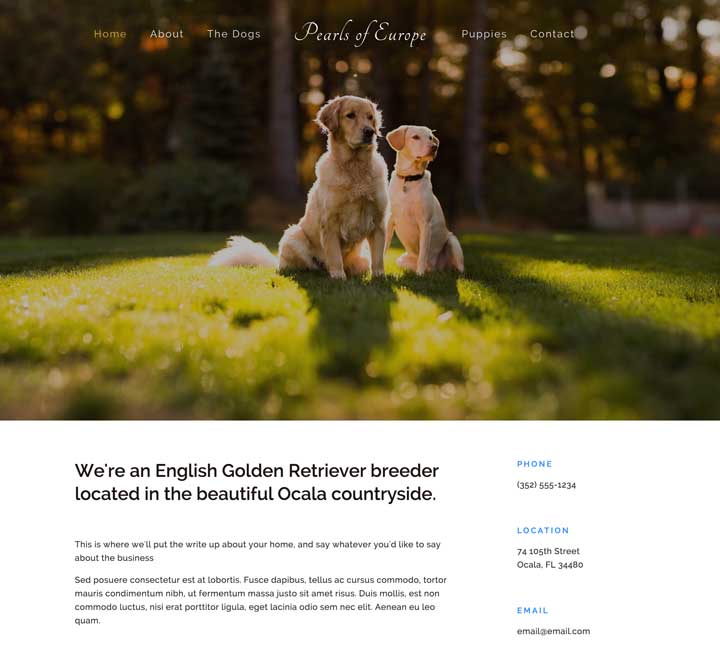 Home About The Dogs Pearls of Europe Puppies Contact
We're an English Golden Retriever breeder
located in the beautiful Ocala countryside.
This is where we'll put the write up about your home, and say whatever you'd like to say
about the business
Sed posuere consectetur est at lobortis. Fusce dapibus, tellus ac cursus commodo, tortor
mauris condimentum nibh, ut fermentum massa justo sit amet risus. Duis mollis, est non
commodo luctus, nisi erat porttitor ligula, eget lacinia odio sem nec elit. Aenean eu leo
quam.
PHONE
(352) 555-1234
LOCATION
74 105th Street
Ocala, FL 34480
EMAIL
email@email.com